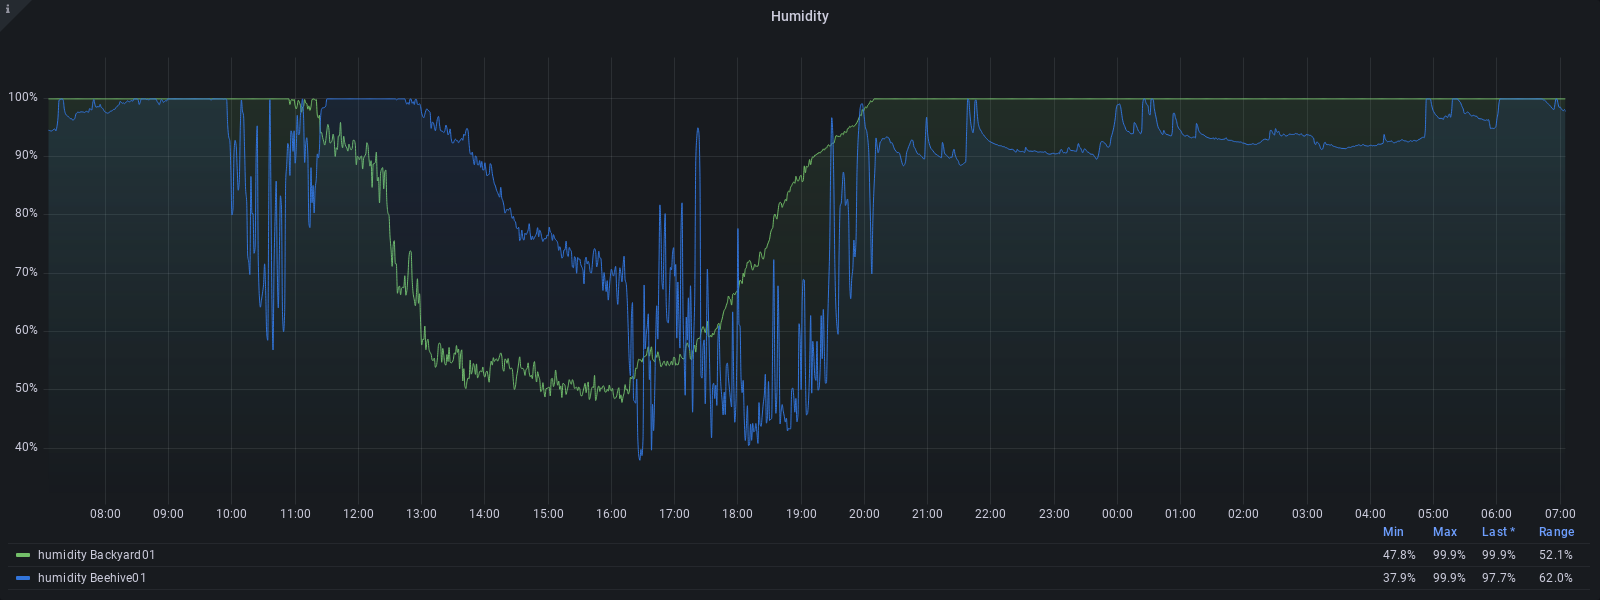 i
Humidity
100%
90%
80%
70%
60%
50%
40%
08:00 09:00 10:00 11:00 12:00 13:00 14:00 15:00 16:00 17:00 18:00 19:00 20:00 21:00 22:00 23:00 00:00 01:00 02:00 03:00 04:00 05:00 06:00 07:00
Min Max Last * Range
humidity Backyard01 47.8% 99.9% 99.9% 52.1%
humidity Beehive01 37.9% 99.9% 97.7% 62.0%